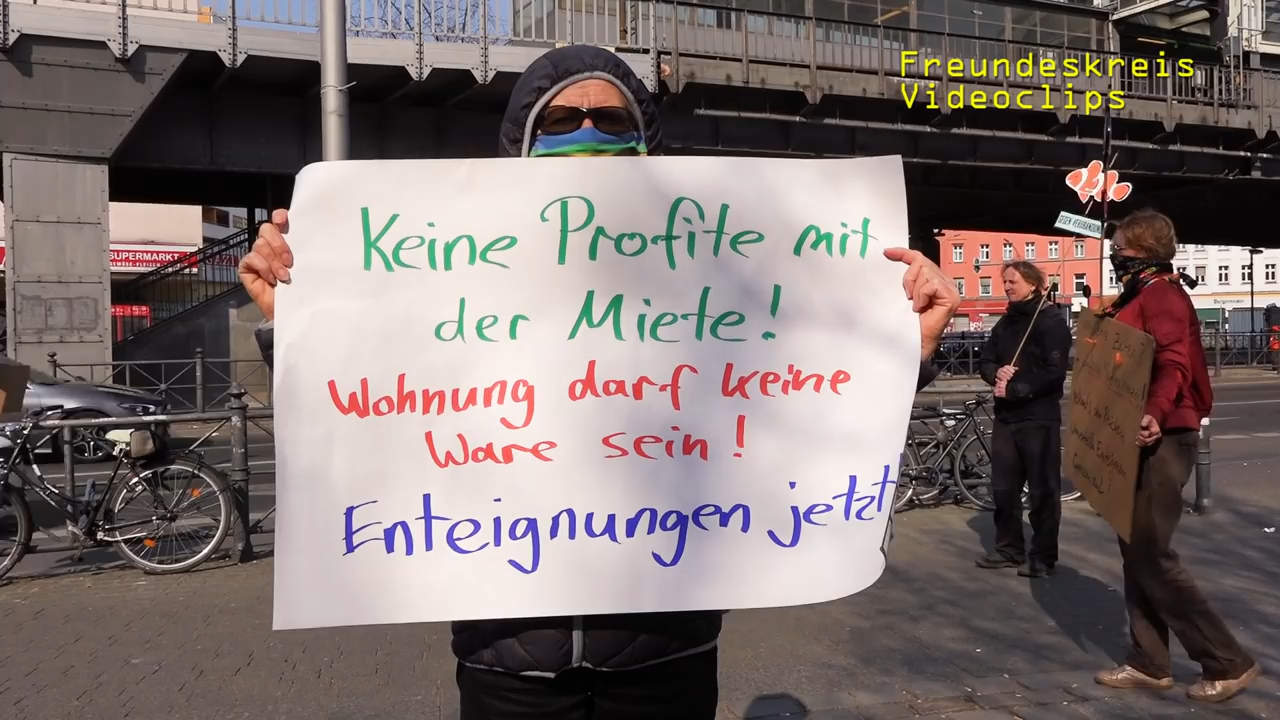 Freundeskreis
Videoclips
SUPERMARKT
Keine Profite mit
der Miete!
Wohnung darf keine
Ware sein!
Enteignungen jetzt